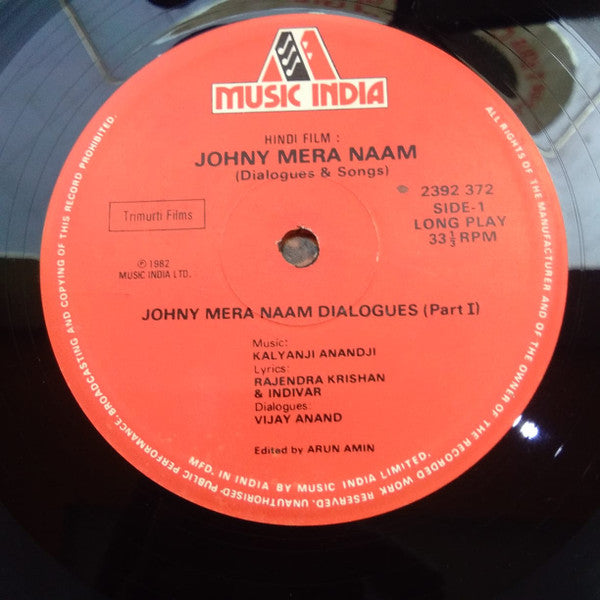 MUSIC INDIA
HINDI FILM :
JOHNY MERA NAAM
(Dialogues & Songs)
Trimurti Films
2392 372
SIDE-1
LONG PLAY
33 1/3 RPM
℗ 1982
MUSIC INDIA LTD.
JOHNY MERA NAAM DIALOGUES (Part I)
Music:
KALYANJI ANANDJI
Lyrics:
RAJENDRA KRISHAN
& INDIVAR
Dialogues:
VIJAY ANAND
Edited by ARUN AMIN
MFD. IN INDIA BY MUSIC INDIA LIMITED.
ALL RIGHTS OF THE MANUFACTURER AND OF THE OWNER OF THE RECORDED WORK RESERVED. UNAUTHORISED PUBLIC PERFORMANCE, BROADCASTING AND COPYING OF THIS RECORD PROHIBITED.